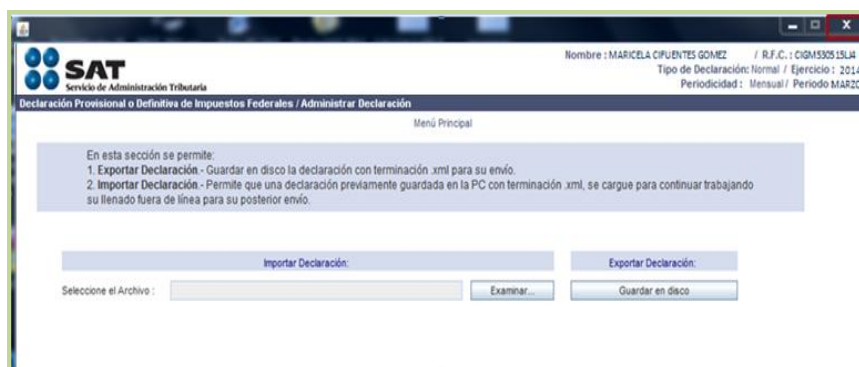 X
Nombre : MARICELA CIFUENTES GOMEZ / R.F.C. : CIGM530515LJ4
SAT
Tipo de Declaración: Normal / Ejercicio : 2014
Servicio de Administración Tributaria
Periodicidad : Mensual / Periodo MARZO
Declaración Provisional o Definitiva de Impuestos Federales / Administrar Declaración
Menú Principal
En esta sección se permite:
1. Exportar Declaración.- Guardar en disco la declaración con terminación .xml para su envío.
2. Importar Declaración.- Permite que una declaración previamente guardada en la PC con terminación .xml, se cargue para continuar trabajando
su llenado fuera de línea para su posterior envío.
Importar Declaración: Exportar Declaración:
Seleccione el Archivo : Examinar... Guardar en disco